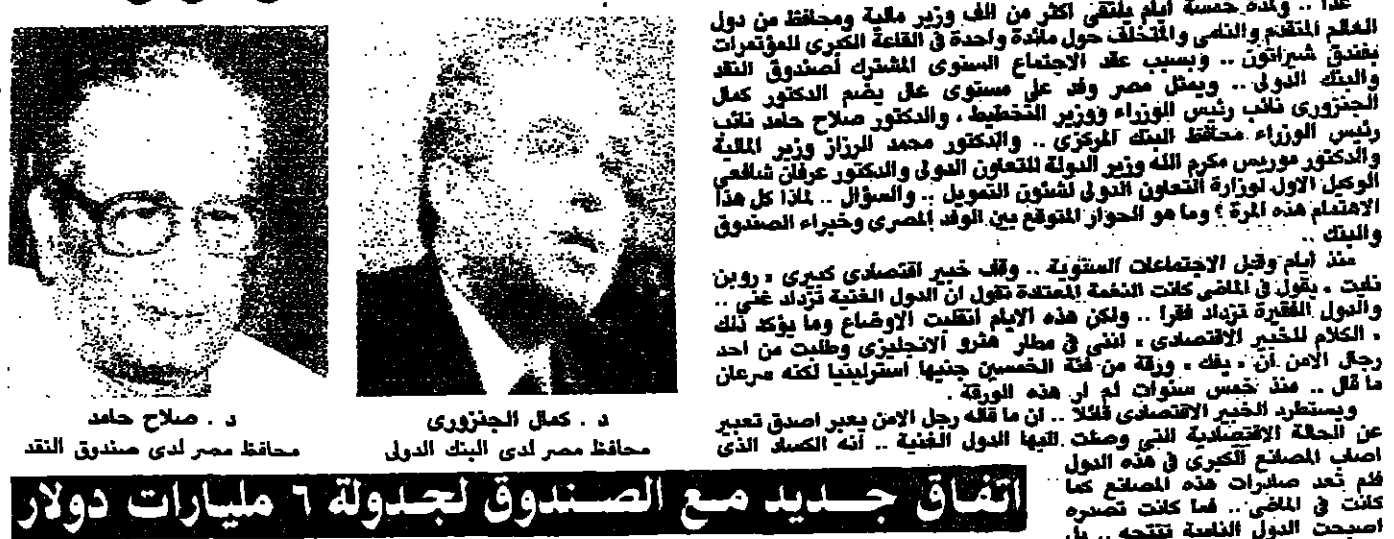 غدا .. ولمدة خمسة أيام يلتقى اكثر من الف وزير مالية ومحافظ من دول
العالم المتقدم والنامى والمتخلف حول مائدة واحدة فى القاعة الكبرى للمؤتمرات
بفندق شيراتون .. وبسبب عقد الاجتماع السنوى المشترك لصندوق النقد
والبنك الدولى .. ويمثل مصر وفد على مستوى عال يضم الدكتور كمال
الجنزورى نائب رئيس الوزراء ووزير التخطيط ، والدكتور صلاح حامد نائب
رئيس الوزراء محافظ البنك المركزى .. والدكتور محمد الرزاز وزير المالية
والدكتور موريس مكرم الله وزير الدولة للتعاون الدولى والدكتور عرفان شافعى
الوكيل الاول لوزارة التعاون الدولى لشئون التمويل .. والسؤال .. لماذا كل هذا
الاهتمام هذه المرة ؟ وما هو الحوار المتوقع بين الوفد المصرى وخبراء الصندوق
والبنك ..
منذ أيام وقبل الاجتماعات السنوية .. وقف خبير اقتصادى كبيرى « روبن
نايت » يقول فى الماضى كانت النغمة المعتادة تقول ان الدول الغنية تزداد غنى ..
والدول الفقيرة تزداد فقرا .. ولكن هذه الايام انقلبت الاوضاع وما يؤكد ذلك
« الكلام للخبير الاقتصادى » اننى فى مطار هثرو الانجليزى وطلبت من احد
رجال الامن أن « يفك » ورقة من فئة الخمسين جنيها استرلينيا لكنه سرعان
ما قال .. منذ خمس سنوات لم ار هذه الورقة .
ويستطرد الخبير الاقتصادى قائلا .. ان ما قاله رجل الامن يعبر اصدق تعبير
عن الحالة الاقتصادية التى وصلت اليها الدول الغنية .. أنه الكساد الذى
اصاب المصانع الكبرى فى هذه الدول
فلم تعد صادرات هذه المصانع كما
كانت فى الماضى .. فما كانت تصدره
اصبحت الدول النامية تنتجه .. بل
د . كمال الجنزورى
محافظ مصر لدى البنك الدولى
د . صلاح حامد
محافظ مصر لدى صندوق النقد
اتفاق جديد مع الصندوق لجدولة ٦ مليارات دولار